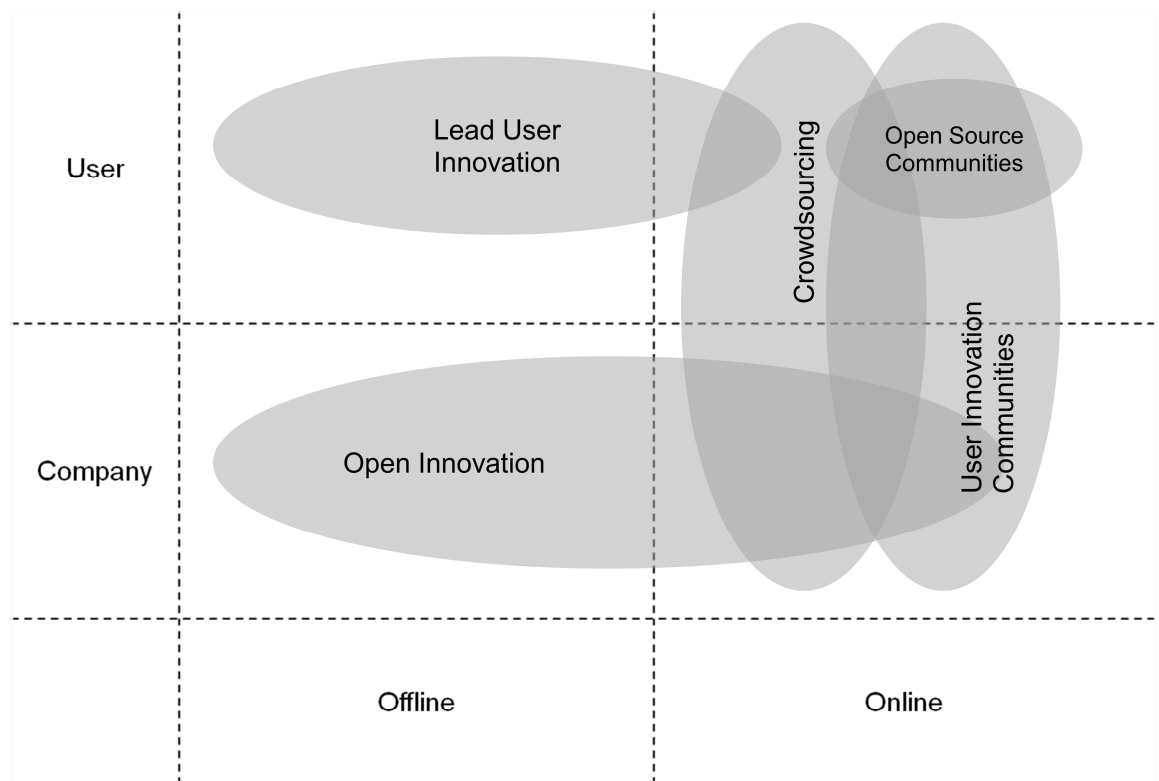 Lead User
Innovation
Crowdsourcing
Open Source
Communities
User
User Innovation
Communities
Company
Open Innovation
Offline
Online